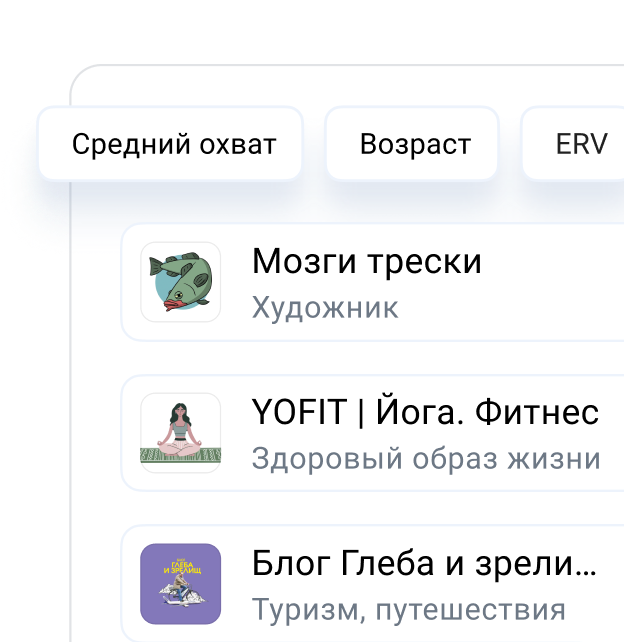 Средний охват
Возраст
ERV
Мозги трески
Художник
YOFIT | Йога. Фитнес
Здоровый образ жизни
ГЛЕБА
И ЗРЕЛИЩ
Блог Глеба и зрели...
Туризм, путешествия